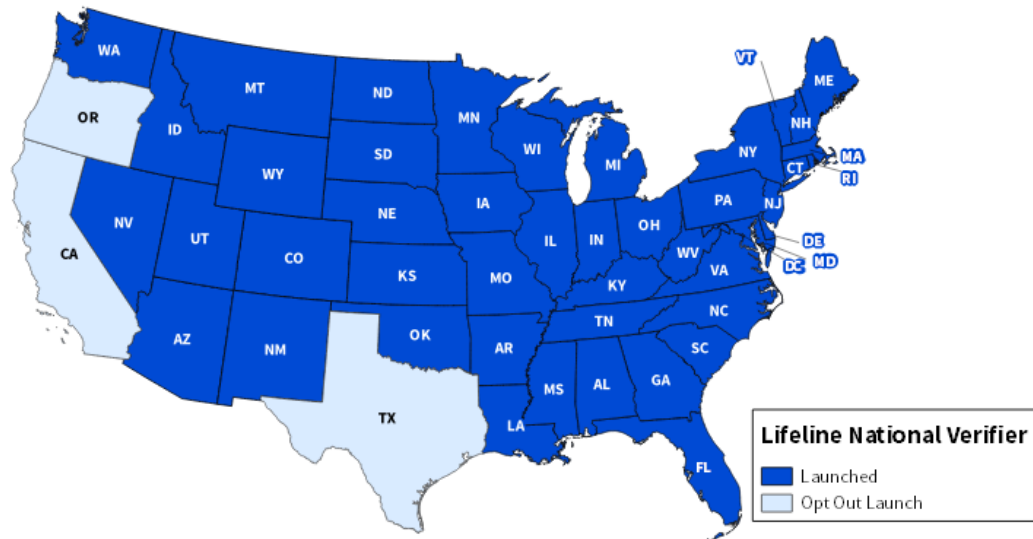 WA
MT
ND
MN
VT
ME
OR
ID
SD
WI
MI
NY
NH
MA
CT
RI
WY
IA
NE
PA
NJ
NV
UT
CO
IL
IN
OH
DE
MD
DC
CA
KS
MO
WV
VA
KY
AZ
NM
OK
AR
TN
NC
SC
TX
LA
MS
AL
GA
FL
Lifeline National Verifier
Launched
Opt Out Launch